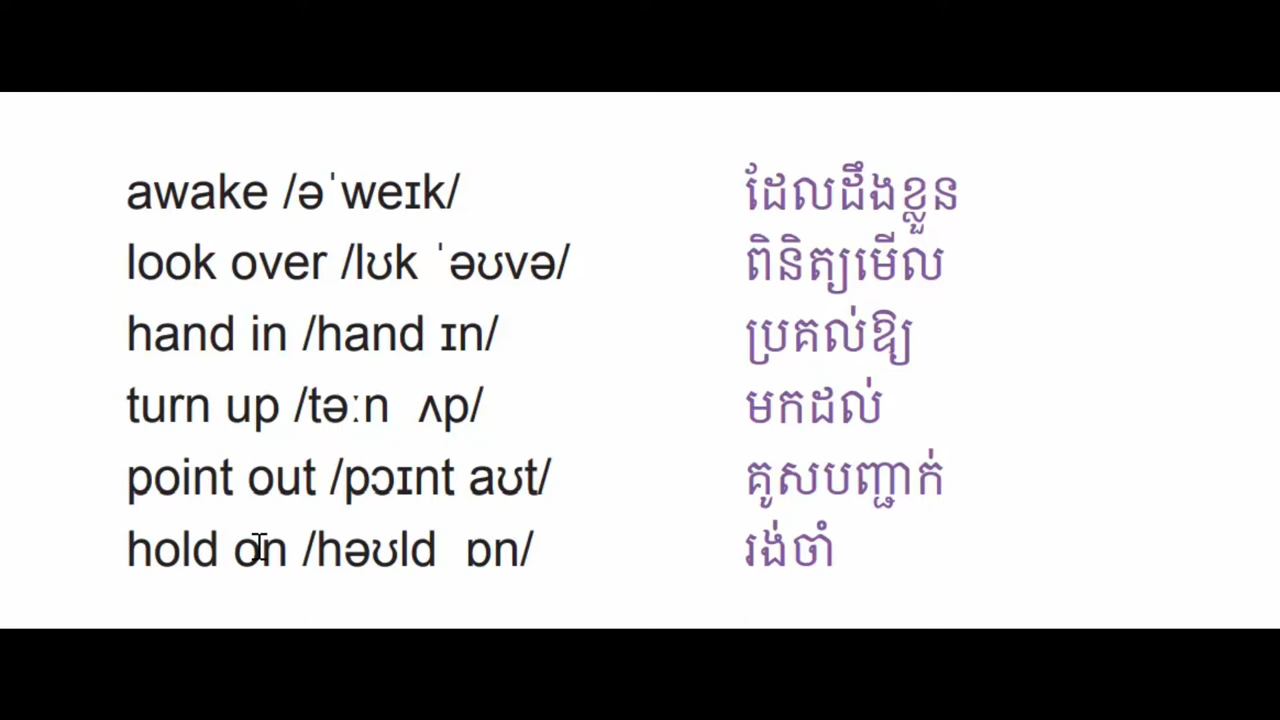 awake /əˈweɪk/ ដែលដឹងខ្លួន
look over /lʊk ˈəʊvə/ ពិនិត្យមើល
hand in /hand ɪn/ ប្រគល់ឱ្យ
turn up /təːn ʌp/ មកដល់
point out /pɔɪnt aʊt/ គូសបញ្ជាក់
hold on /həʊld ɒn/ រង់ចាំ